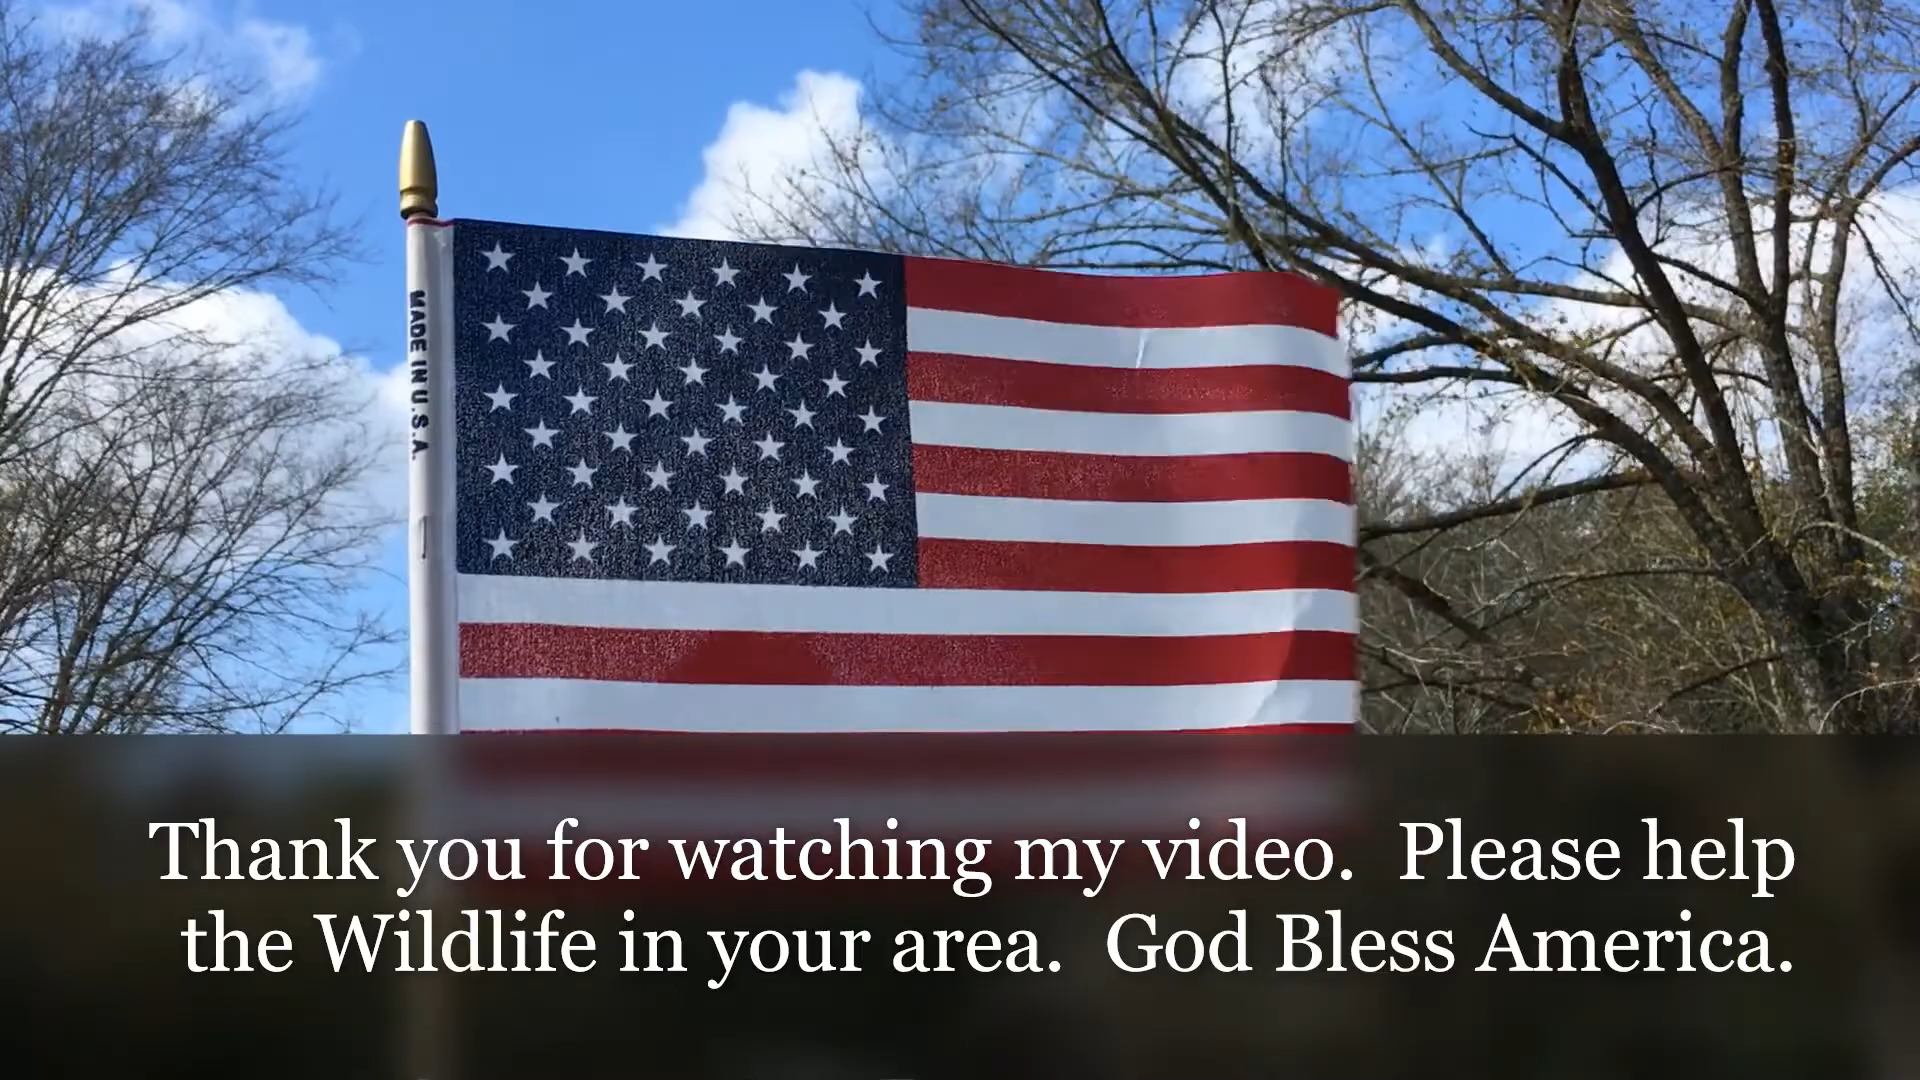 MADE IN U.S.A.
Thank you for watching my video.  Please help
the Wildlife in your area.  God Bless America.